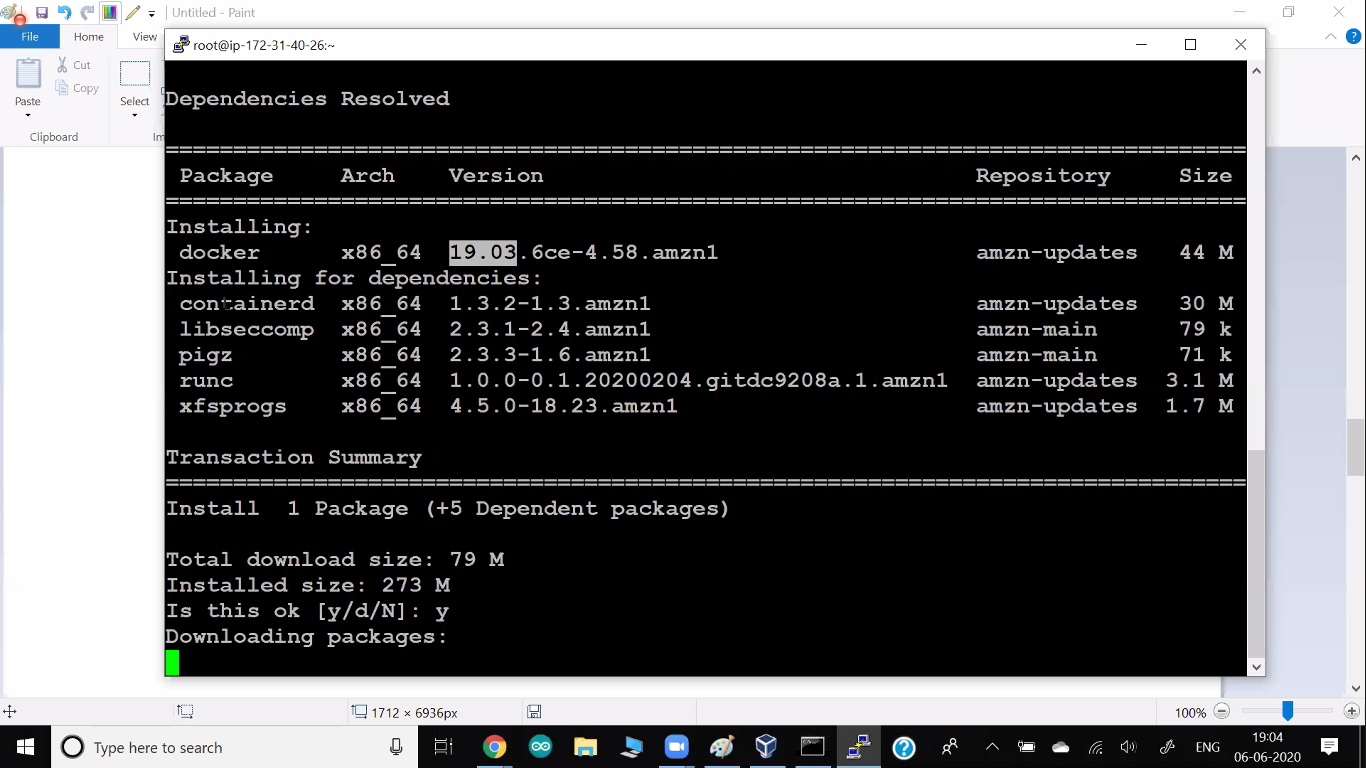 Untitled - Paint
File Home View
root@ip-172-31-40-26:~
Paste
Cut
Copy
Select
Clipboard
Im
Dependencies Resolved
================================================================================
Package Arch Version Repository Size
================================================================================
Installing:
docker x86_64 19.03.6ce-4.58.amzn1 amzn-updates 44 M
Installing for dependencies:
containerd x86_64 1.3.2-1.3.amzn1 amzn-updates 30 M
libseccomp x86_64 2.3.1-2.4.amzn1 amzn-main 79 k
pigz x86_64 2.3.3-1.6.amzn1 amzn-main 71 k
runc x86_64 1.0.0-0.1.20200204.gitdc9208a.1.amzn1 amzn-updates 3.1 M
xfsprogs x86_64 4.5.0-18.23.amzn1 amzn-updates 1.7 M
Transaction Summary
================================================================================
Install 1 Package (+5 Dependent packages)
Total download size: 79 M
Installed size: 273 M
Is this ok [y/d/N]: y
Downloading packages:
1712 × 6936px
100%
Type here to search
ENG
19:04
06-06-2020